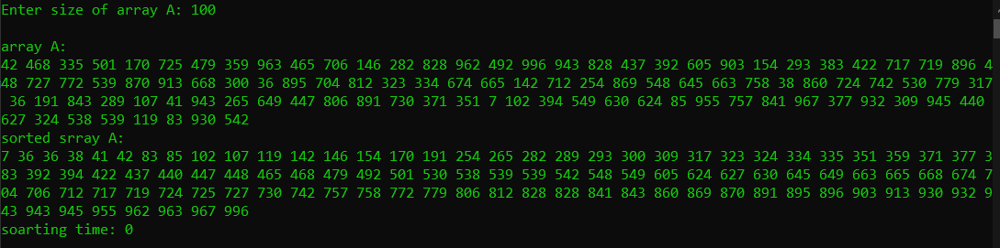 Enter size of array A: 100
array A:
42 468 335 501 170 725 479 359 963 465 706 146 282 828 962 492 996 943 828 437 392 605 903 154 293 383 422 717 719 896 4
48 727 772 539 870 913 668 300 36 895 704 812 323 334 674 665 142 712 254 869 548 645 663 758 38 860 724 742 530 779 317
36 191 843 289 107 41 943 265 649 447 806 891 730 371 351 7 102 394 549 630 624 85 955 757 841 967 377 932 309 945 440
627 324 538 539 119 83 930 542
sorted srray A:
7 36 36 38 41 42 83 85 102 107 119 142 146 154 170 191 254 265 282 289 293 300 309 317 323 324 334 335 351 359 371 377 3
83 392 394 422 437 440 447 448 465 468 479 492 501 530 538 539 539 542 548 549 605 624 627 630 645 649 663 665 668 674 7
04 706 712 717 719 724 725 727 730 742 757 758 772 779 806 812 828 828 841 843 860 869 870 891 895 896 903 913 930 932 9
43 943 945 955 962 963 967 996
soarting time: 0